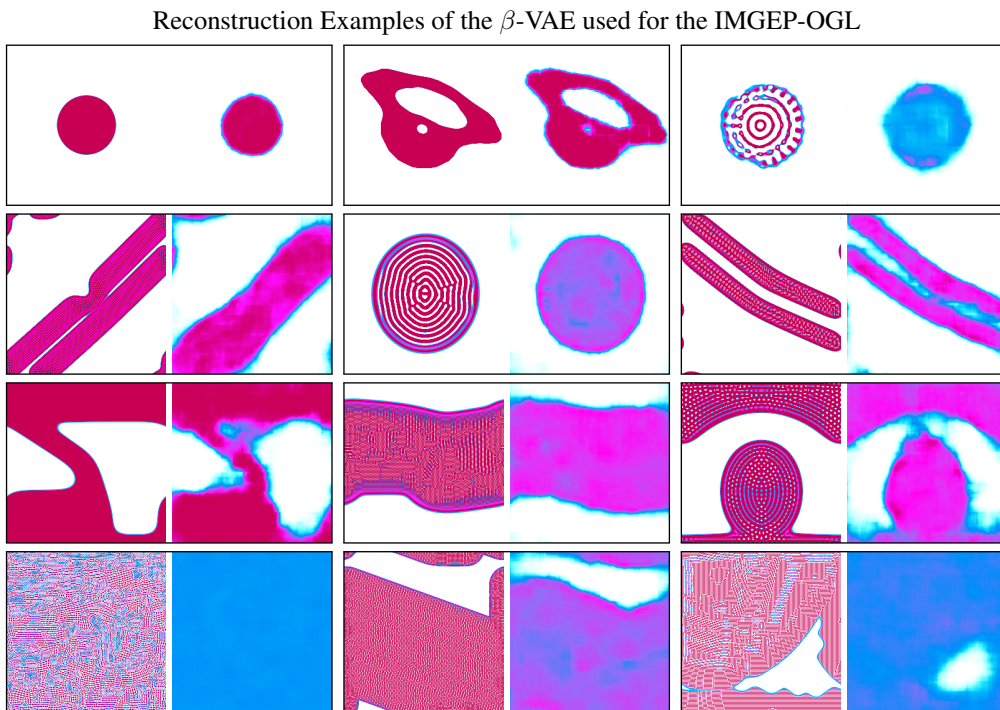 Reconstruction Examples of the β-VAE used for the IMGEP-OGL